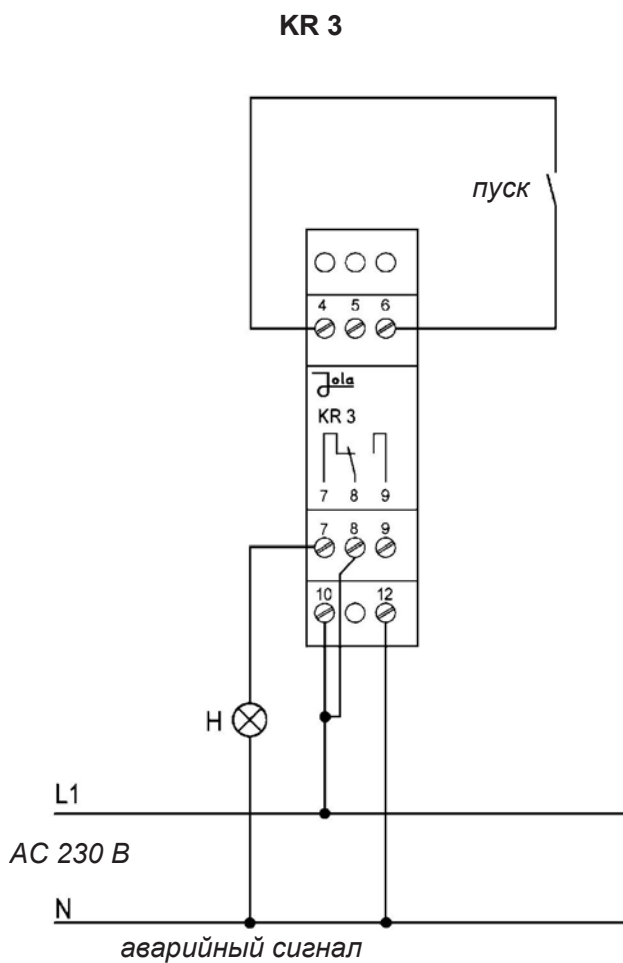 KR 3
пуск
4 5 6
Jola
KR 3
7 8 9
7 8 9
10 12
H
L1
AC 230 В
N
аварийный сигнал